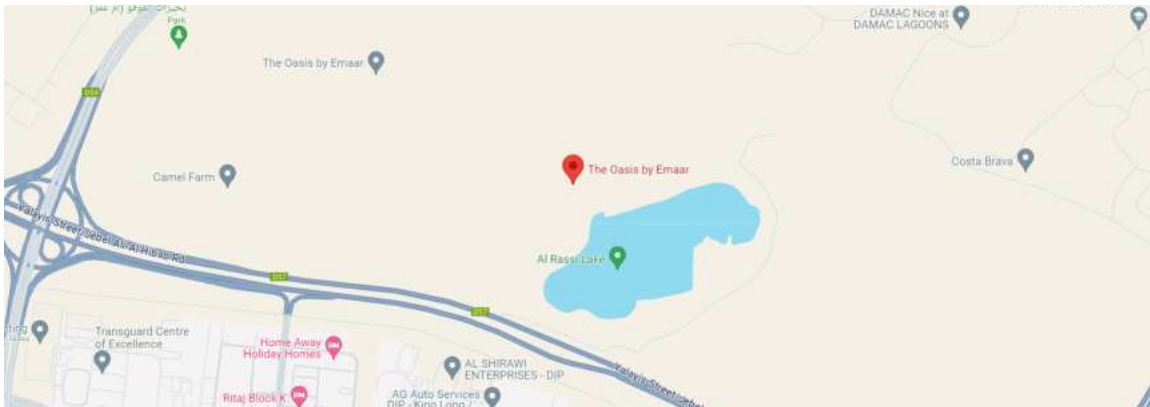 Park
The Oasis by Emaar
DAMAC Nice at
DAMAC LAGOONS
D54
Camel Farm
The Oasis by Emaar
Costa Brava
Yalayis Street-Jebel Ali-Al Hibab Rd
Al Rassi Lake
D57
D57
Transguard Centre
of Excellence
Home Away
Holiday Homes
AL SHIRAWI
ENTERPRISES - DIP
Yalayis Street-Jebel
Ritaj Block K
AG Auto Services